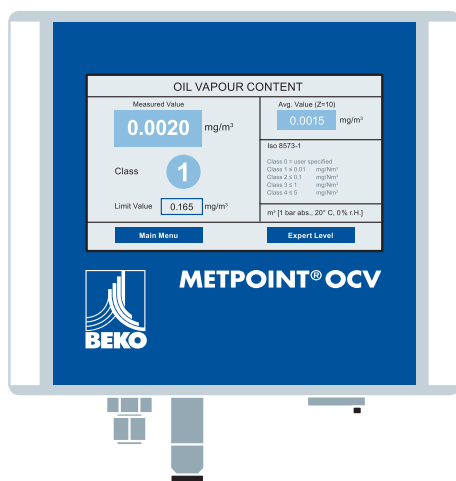 OIL VAPOUR CONTENT
Measured Value
0.0020 mg/m³
Class 1
Limit Value 0.165 mg/m³
Avg. Value (Z=10)
0.0015 mg/m³
Iso 8573-1
Class 0 = user specified
Class 1 ≤ 0,01 mg/Nm³
Class 2 ≤ 0,1 mg/Nm³
Class 3 ≤ 1 mg/Nm³
Class 4 ≤ 5 mg/Nm³
m³ [1 bar abs., 20° C, 0% r.H.]
Main Menu
Expert Level
METPOINT® OCV
BEKO